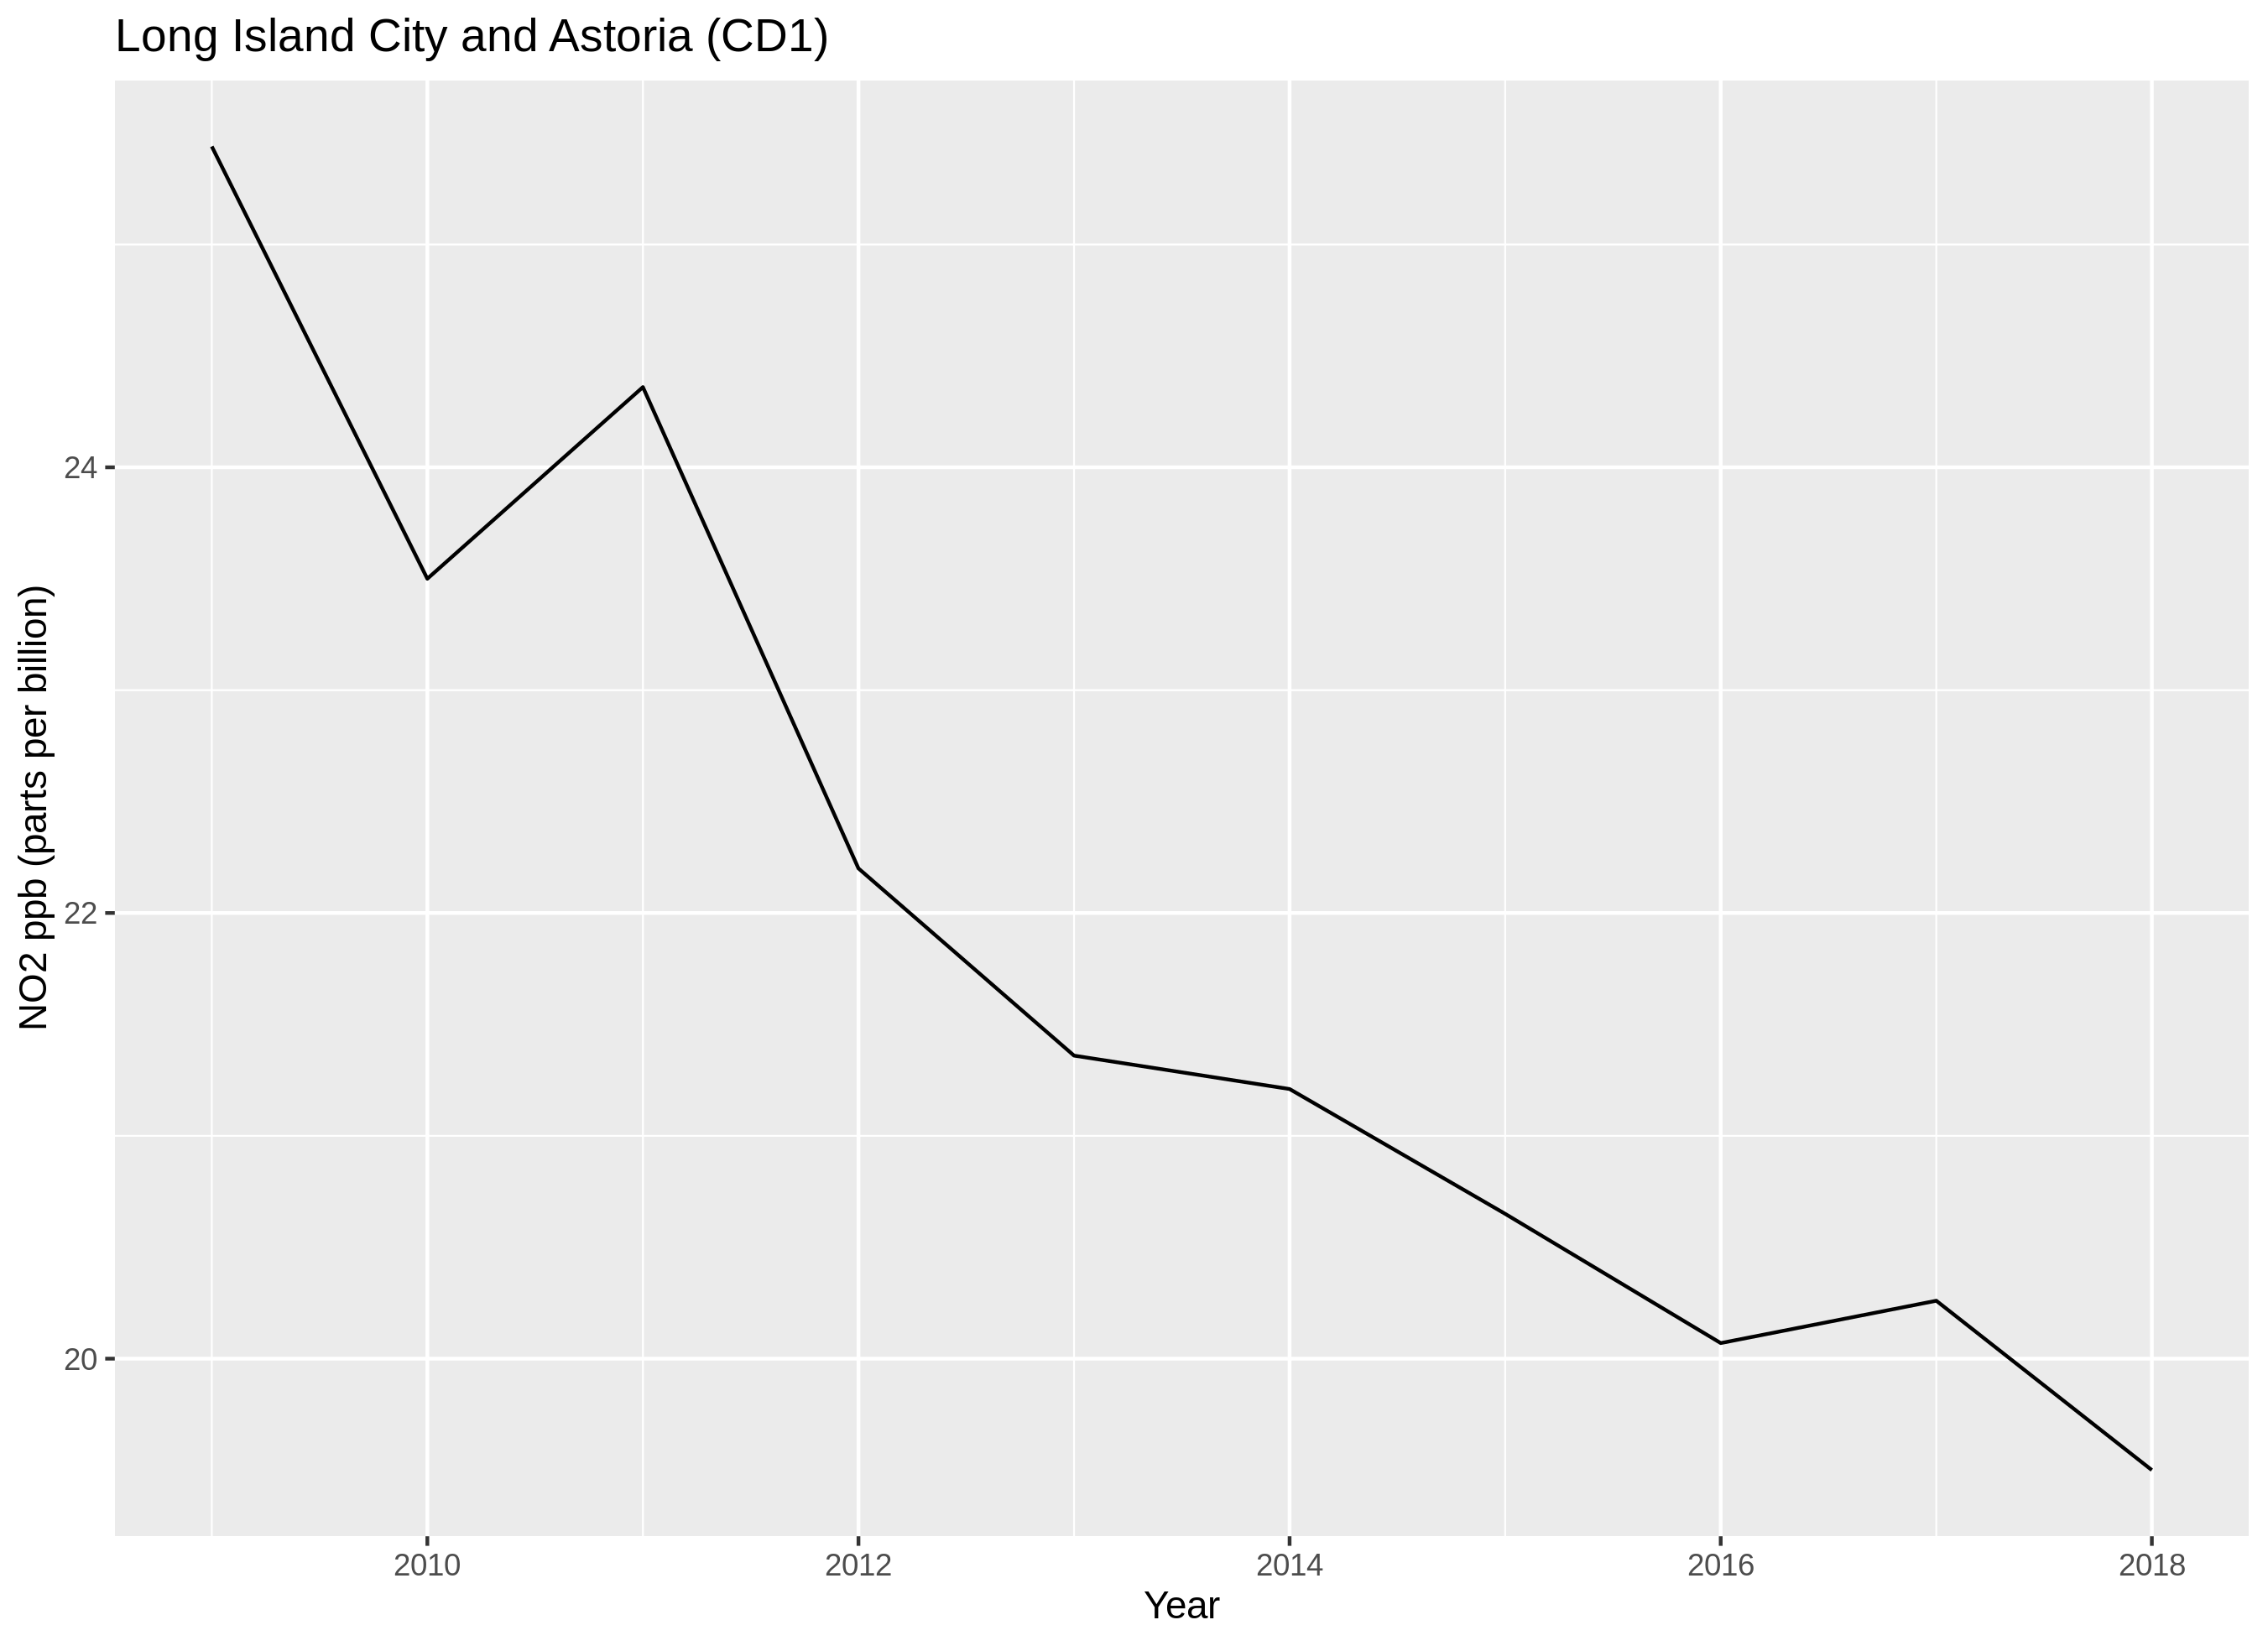 Long Island City and Astoria (CD1)
NO2 ppb (parts per billion)
24
22
20
2010 2012 2014 2016 2018
Year